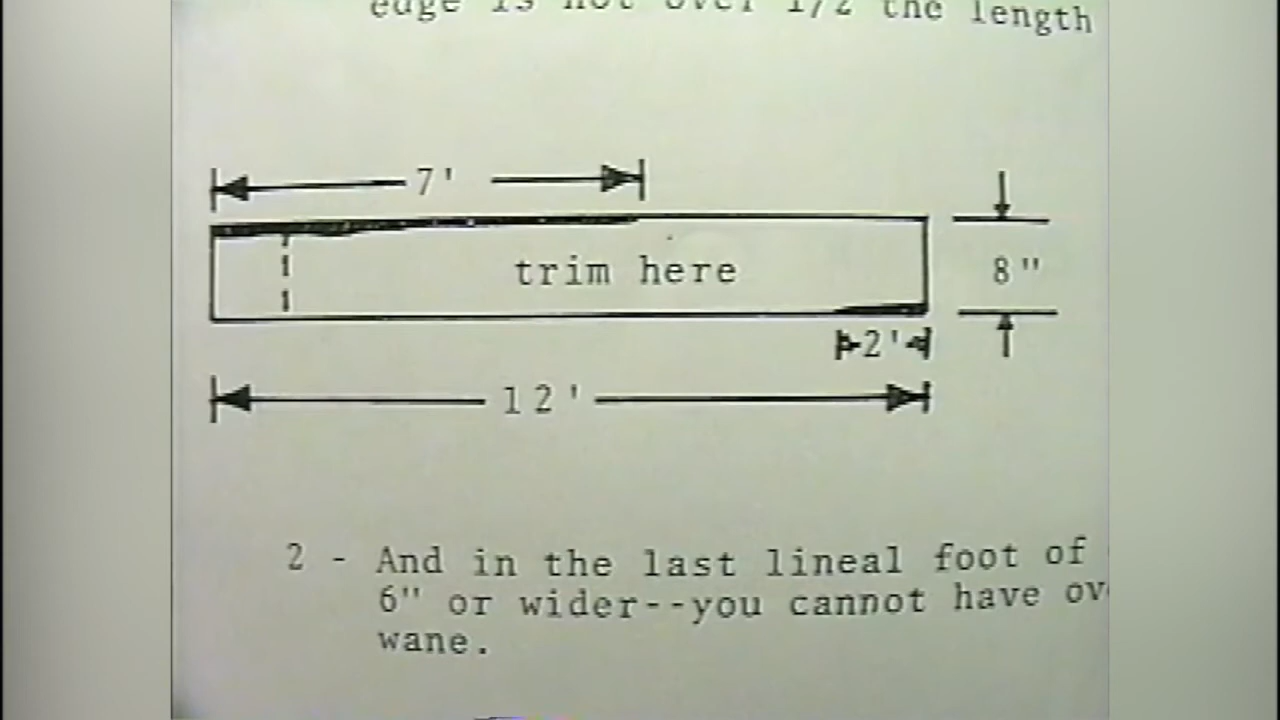 edge is not over 1/2 the length
7'
trim here
8"
2'
12'
2 - And in the last lineal foot of
6" or wider--you cannot have
wane.